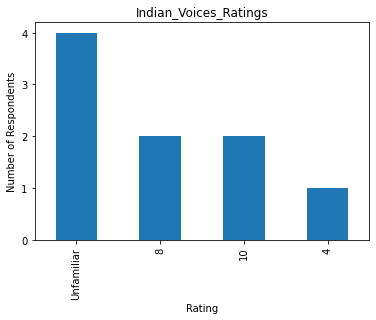 Indian_Voices_Ratings
Number of Respondents
4
3
2
1
0
Unfamiliar
8
10
4
Rating